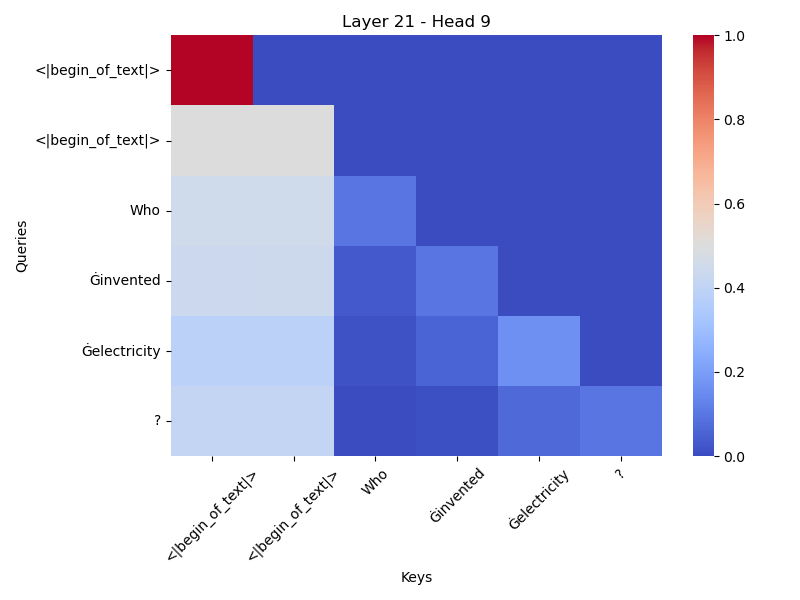 Layer 21 - Head 9
<|begin_of_text|>
<|begin_of_text|>
Who
Ġinvented
Ġelectricity
?
Queries
<|begin_of_text|>
<|begin_of_text|>
Who
Ġinvented
Ġelectricity
?
Keys
1.0
0.8
0.6
0.4
0.2
0.0